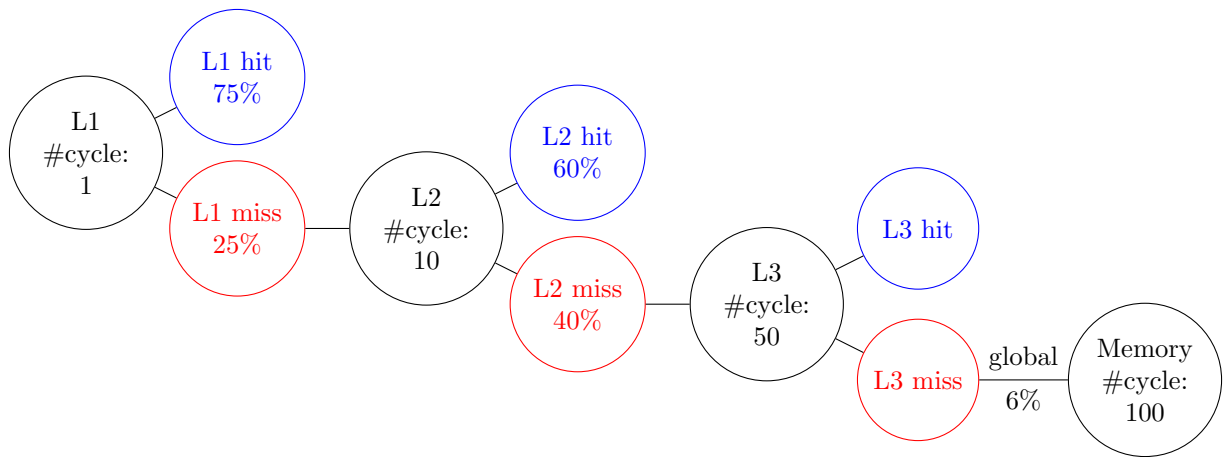 L1
#cycle:
1
L1 hit
75%
L1 miss
25%
L2
#cycle:
10
L2 hit
60%
L2 miss
40%
L3
#cycle:
50
L3 hit
L3 miss
global
6%
Memory
#cycle:
100